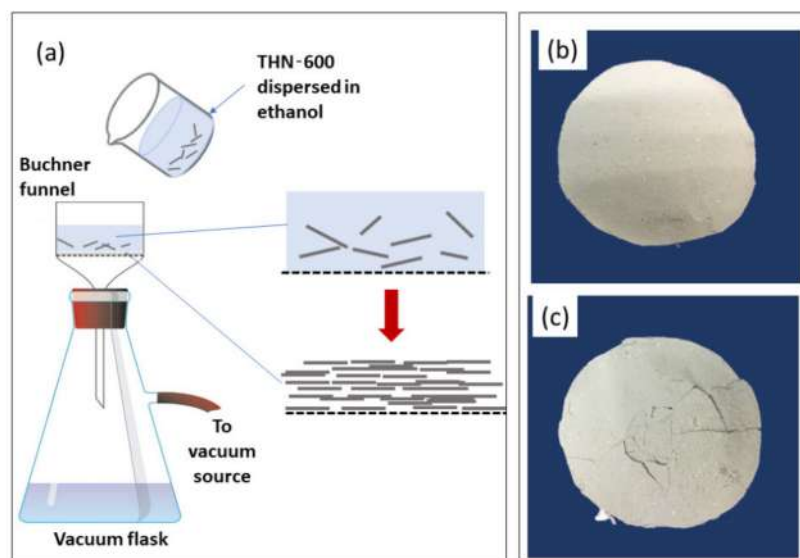 (a)
THN-600
dispersed in
ethanol
Buchner
funnel
To
vacuum
source
Vacuum flask
(b)
(c)